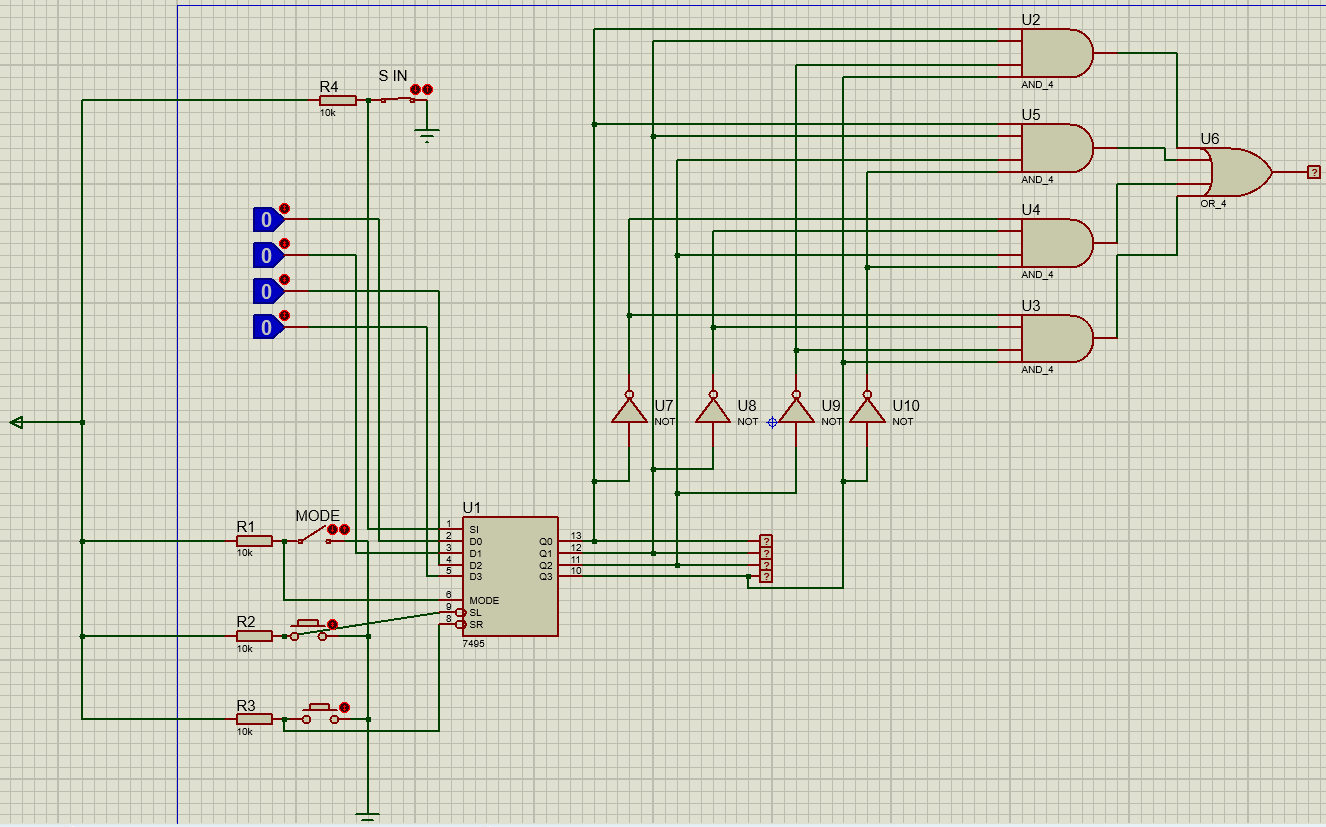 U2
AND_4
S IN
R4
10k
U5
AND_4
U6
OR_4
?
0
0
0
0
U4
AND_4
U3
AND_4
U7
NOT
U8
NOT
U9
NOT
U10
NOT
U1
MODE
R1
10k
1 SI
2 D0
3 D1
4 D2
5 D3
6 MODE
9 SL
8 SR
Q0 13
Q1 12
Q2 11
Q3 10
?
?
?
?
7495
R2
10k
R3
10k